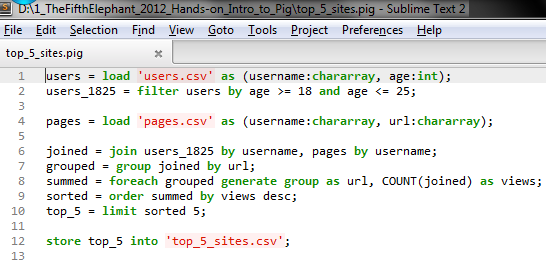 D:\1_TheFifthElephant_2012_Hands-on_Intro_to_Pig\top_5_sites.pig - Sublime Text 2
File Edit Selection Find View Goto Tools Project Preferences Help
top_5_sites.pig ×
1 users = load 'users.csv' as (username:chararray, age:int);
2 users_1825 = filter users by age >= 18 and age <= 25;
3
4 pages = load 'pages.csv' as (username:chararray, url:chararray);
5
6 joined = join users_1825 by username, pages by username;
7 grouped = group joined by url;
8 summed = foreach grouped generate group as url, COUNT(joined) as views;
9 sorted = order summed by views desc;
10 top_5 = limit sorted 5;
11
12 store top_5 into 'top_5_sites.csv';
13